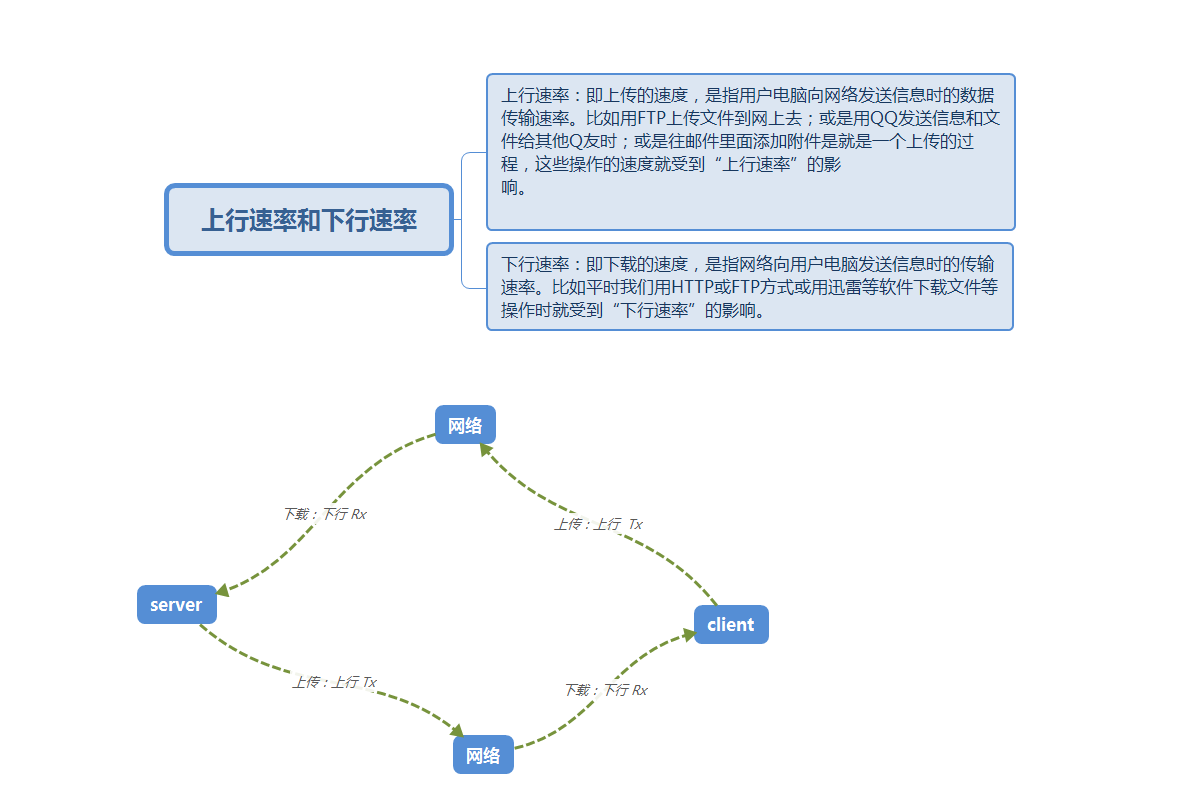 上行速率：即上传的速度，是指用户电脑向网络发送信息时的数据
传输速率。比如用FTP上传文件到网上去；或是用QQ发送信息和文
件给其他Q友时；或是往邮件里面添加附件是就是一个上传的过
程，这些操作的速度就受到“上行速率”的影
响。
上行速率和下行速率
下行速率：即下载的速度，是指网络向用户电脑发送信息时的传输
速率。比如平时我们用HTTP或FTP方式或用迅雷等软件下载文件等
操作时就受到“下行速率”的影响。
网络
下载：下行 Rx
上传：上行 Tx
server
client
上传：上行 Tx
下载：下行 Rx
网络